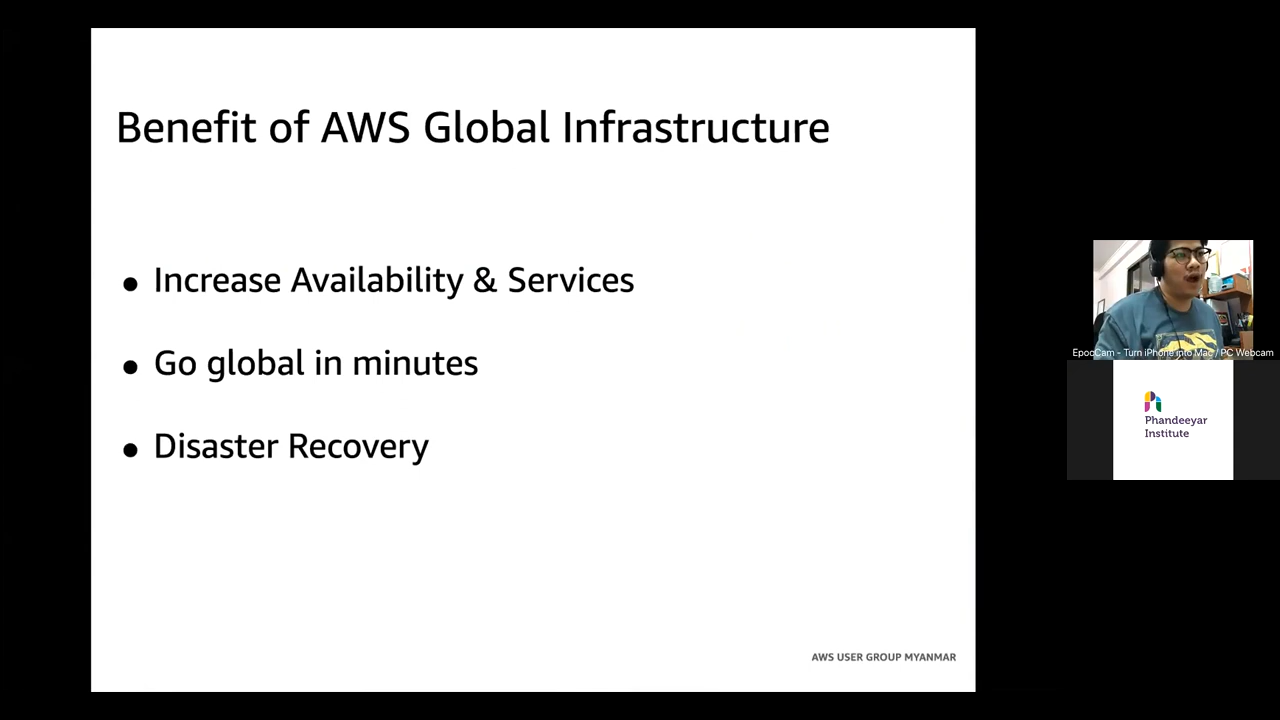 Benefit of AWS Global Infrastructure
● Increase Availability & Services
● Go global in minutes
● Disaster Recovery
AWS USER GROUP MYANMAR
EpocCam - Turn iPhone into Mac / PC Webcam
Phandeeyar
Institute